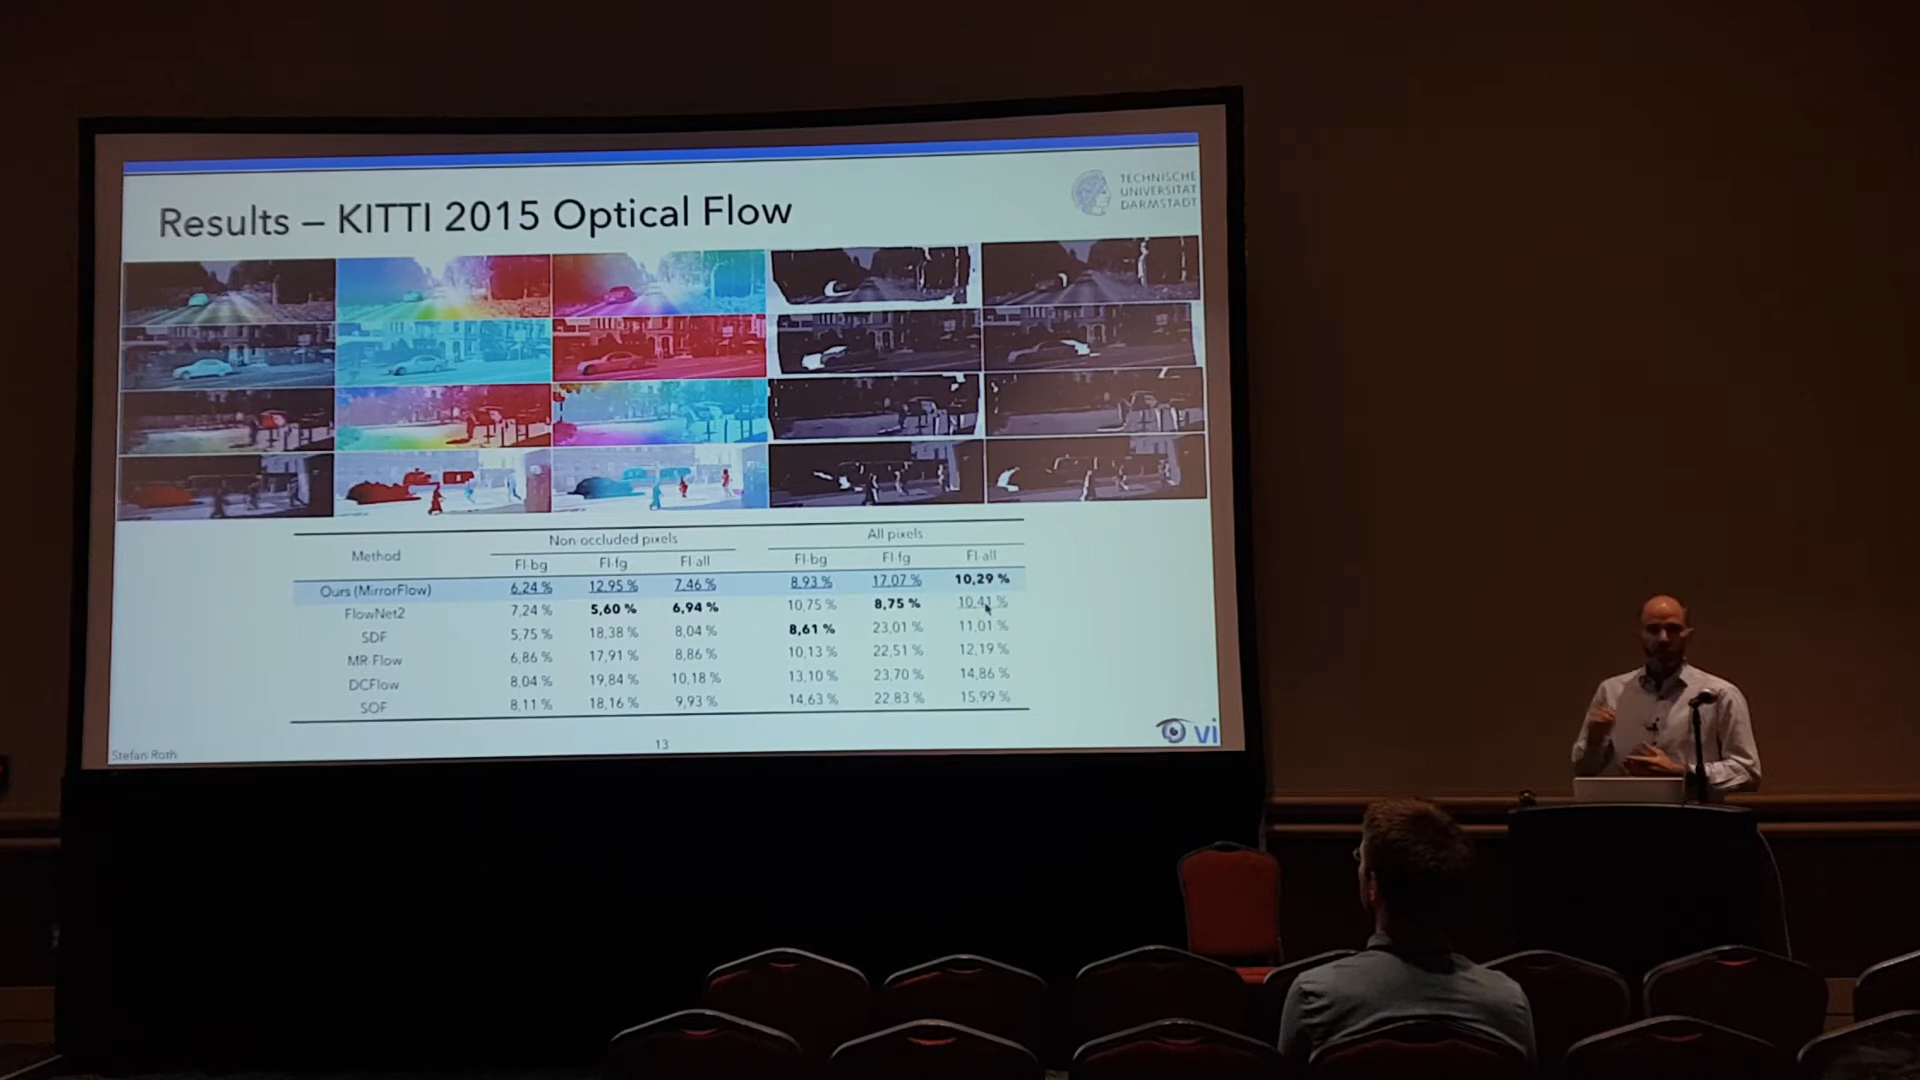 TECHNISCHE
UNIVERSITÄT
DARMSTADT
Results – KITTI 2015 Optical Flow
Non-occluded pixels All pixels
Method Fl-bg Fl-fg Fl-all Fl-bg Fl-fg Fl-all
Ours (MirrorFlow) 6,24 % 12,95 % 7,46 % 8,93 % 17,07 % 10,29 %
FlowNet2 7,24 % 5,60 % 6,94 % 10,75 % 8,75 % 10,41 %
SDF 5,75 % 18,38 % 8,04 % 8,61 % 23,01 % 11,01 %
MR-Flow 6,86 % 17,91 % 8,86 % 10,13 % 22,51 % 12,19 %
DCFlow 8,04 % 19,84 % 10,18 % 13,10 % 23,70 % 14,86 %
SOF 8,11 % 18,16 % 9,93 % 14,63 % 22,83 % 15,99 %
Stefan Roth 13 vi